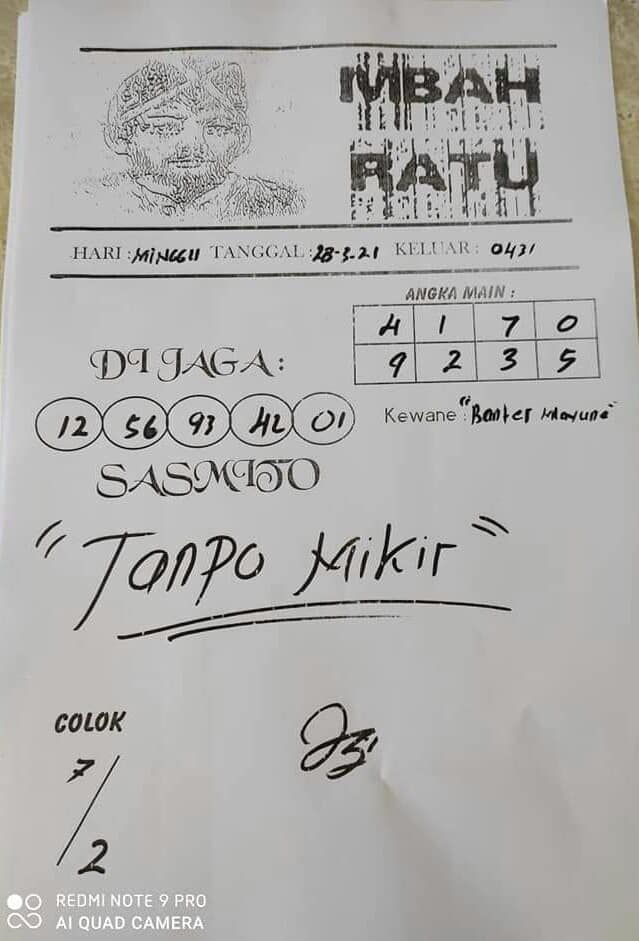 MBAH
RATU
HARI : MINGGU TANGGAL : 28-3-21 KELUAR : 0431
ANGKA MAIN :
4 1 7 0
9 2 3 5
DI JAGA :
12 56 93 42 01
Kewane : "Banter Mlayune"
SASMITO
"Tanpo Mikir"
COLOK
7/2
REDMI NOTE 9 PRO
AI QUAD CAMERA